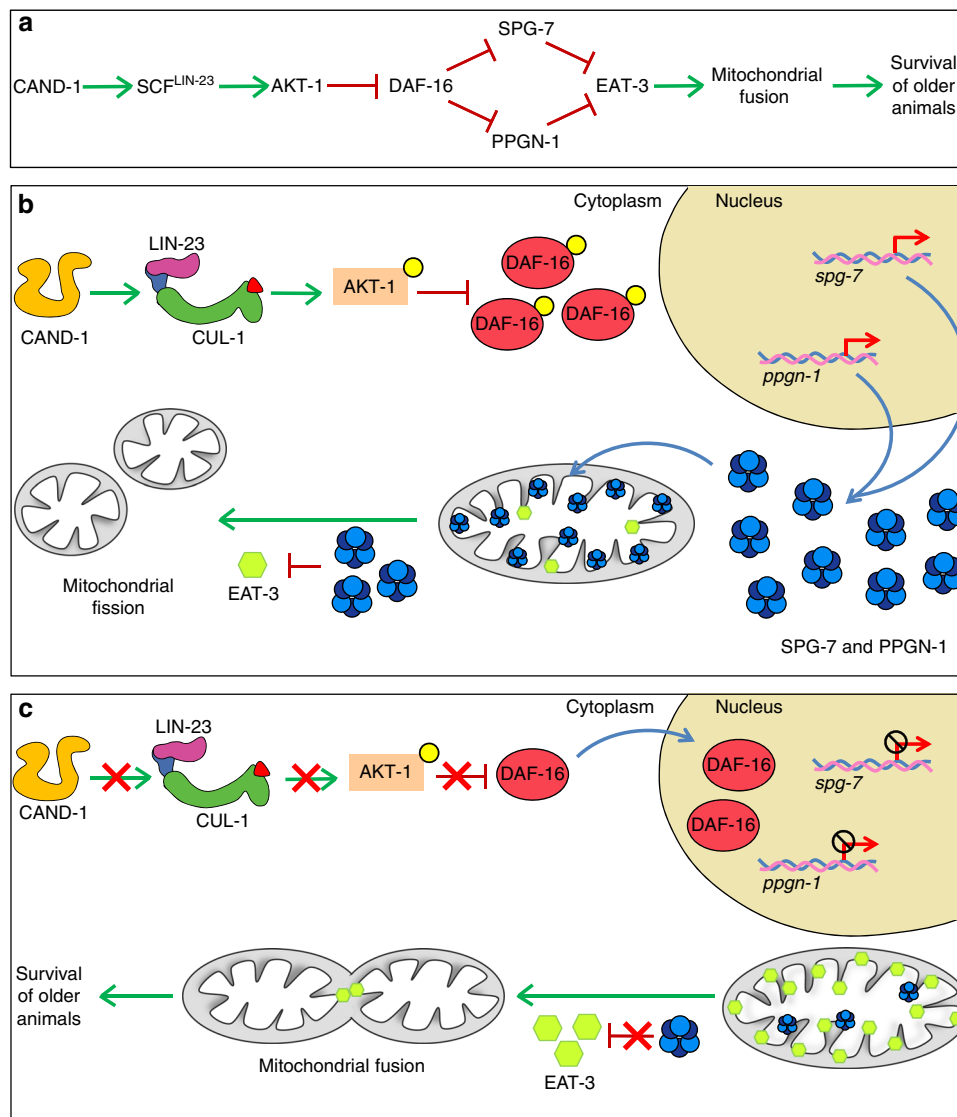 a
SPG-7
CAND-1 SCF^LIN-23 AKT-1 DAF-16 EAT-3 Mitochondrial fusion Survival of older animals
PPGN-1
b
Cytoplasm Nucleus
LIN-23
CAND-1
CUL-1
AKT-1
DAF-16
DAF-16
DAF-16
spg-7
ppgn-1
Mitochondrial
fission
EAT-3
SPG-7 and PPGN-1
c
Cytoplasm Nucleus
LIN-23
CAND-1
CUL-1
AKT-1
DAF-16
DAF-16
DAF-16
spg-7
ppgn-1
Survival
of older
animals
Mitochondrial fusion
EAT-3